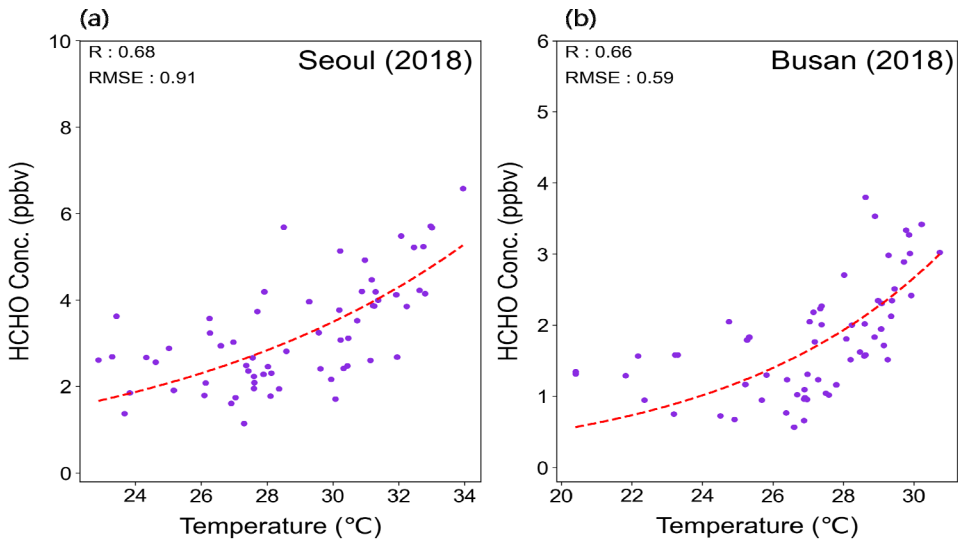 (a)
R : 0.68
RMSE : 0.91
Seoul (2018)
HCHO Conc. (ppbv)
10
8
6
4
2
0
24 26 28 30 32 34
Temperature (℃)
(b)
R : 0.66
RMSE : 0.59
Busan (2018)
HCHO Conc. (ppbv)
6
5
4
3
2
1
0
20 22 24 26 28 30
Temperature (℃)